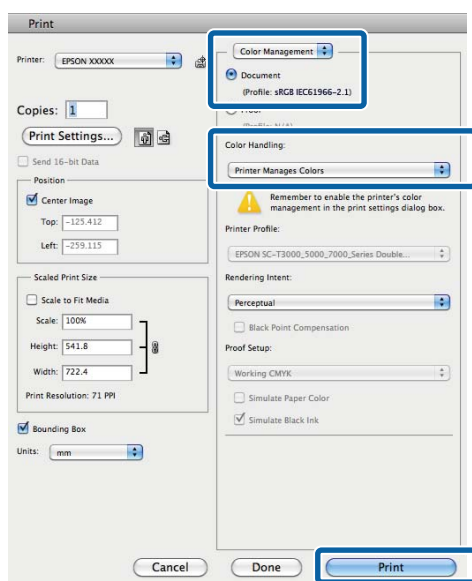 Print
Printer: EPSON XXXXX
Copies: 1
Print Settings...
Send 16-bit Data
Position
Center Image
Top: -125.412
Left: -259.115
Scaled Print Size
Scale to Fit Media
Scale: 100%
Height: 541.8
Width: 722.4
Print Resolution: 71 PPI
Bounding Box
Units: mm
Color Management
Document
(Profile: sRGB IEC61966-2.1)
Color Handling:
Printer Manages Colors
Remember to enable the printer's color
management in the print settings dialog box.
Printer Profile:
EPSON SC-T3000_5000_7000_Series Double...
Rendering Intent:
Perceptual
Black Point Compensation
Proof Setup:
Working CMYK
Simulate Paper Color
Simulate Black Ink
Cancel
Done
Print